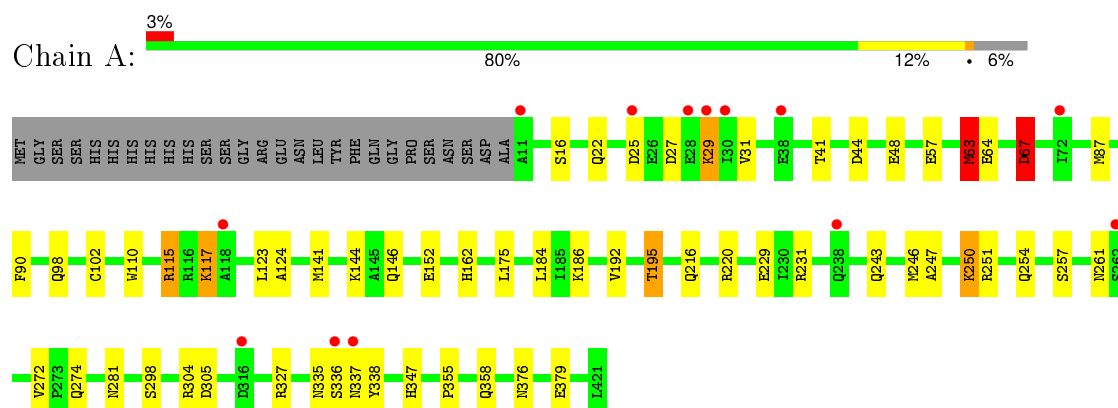 3%
Chain A:
80% 12% • 6%
MET GLY SER SER HIS HIS HIS HIS HIS HIS SER SER GLY ARG GLU ASN LEU TYR PHE GLN GLY PRO SER ASN SER ASP ALA A11 S16 Q22 D25 E26 D27 E28 K29 I30 V31 E38 T41 D44 E48 E57 M63 E64 D67 I72 M87
F90 Q98 C102 W110 R115 R116 K117 A118 L123 A124 M141 K144 A145 Q146 E152 H162 L175 L184 I185 K186 V192 T195 Q216 R220 E229 I230 R231 Q238 Q243 M246 A247 K250 R251 Q254 S257 N261 S262
V272 P273 Q274 N281 S298 R304 D305 D316 R327 N335 S336 N337 Y338 H347 P355 Q358 N376 E379 L421